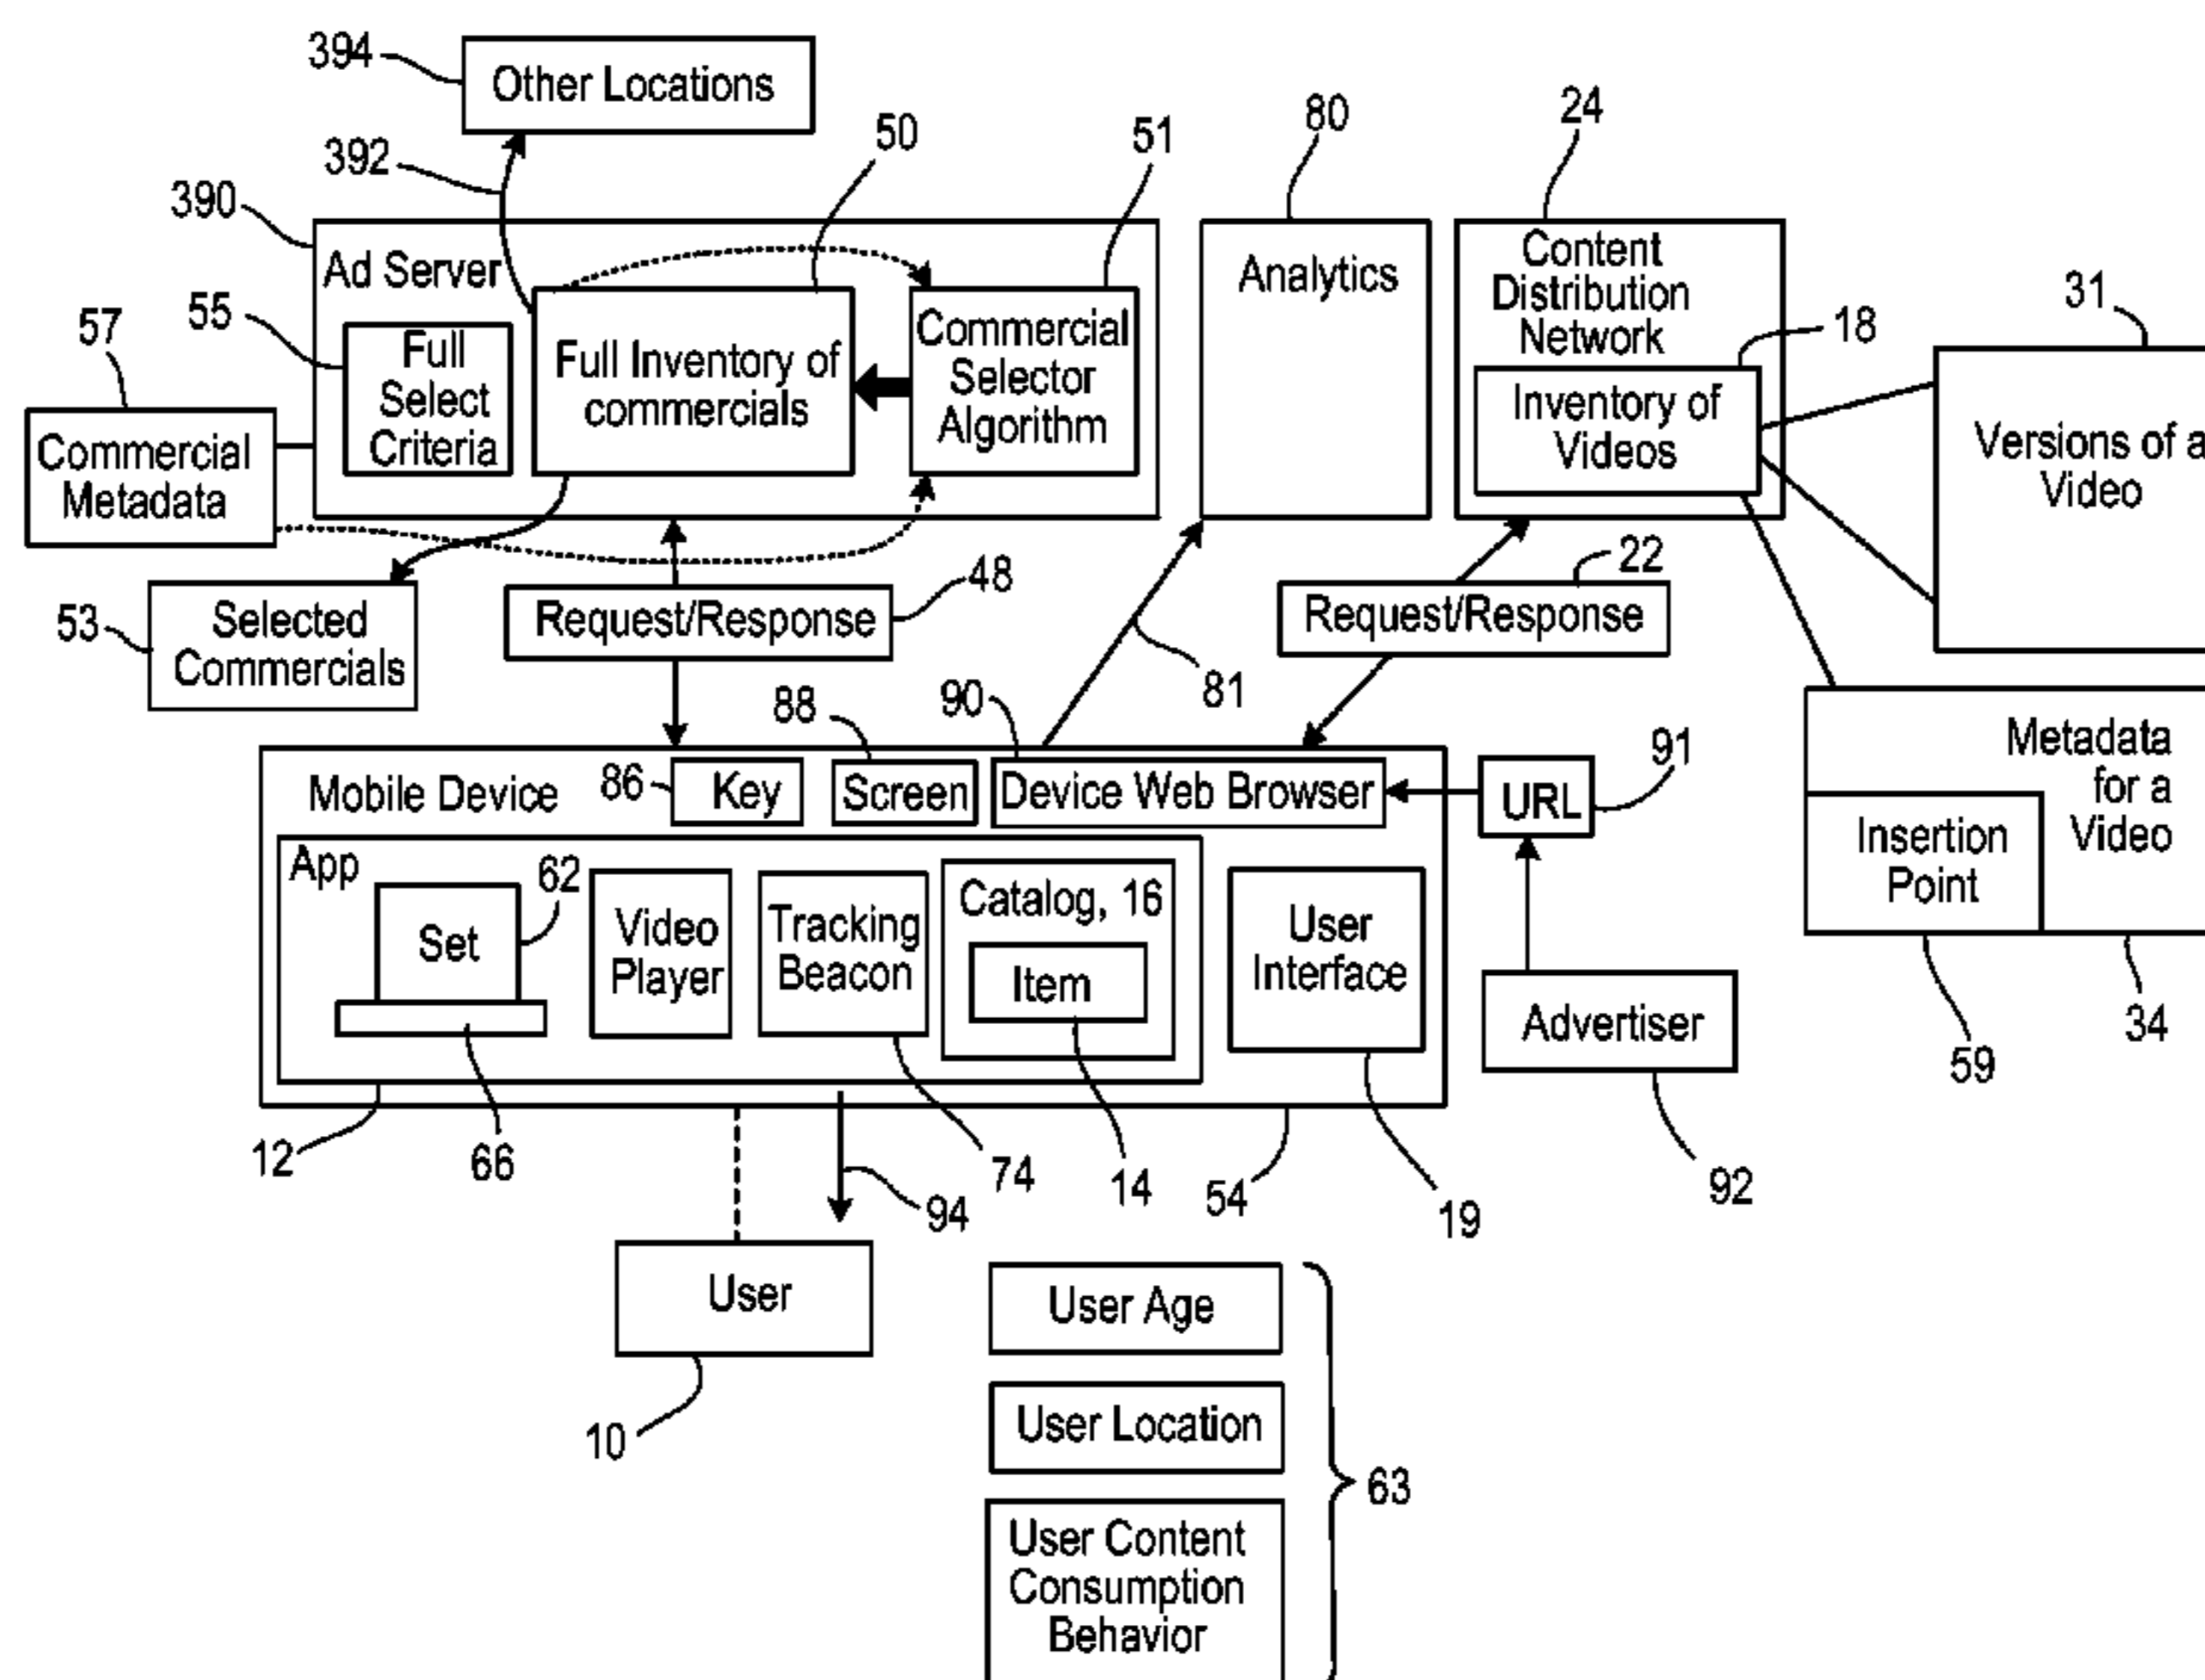 394
Other Locations
392
50
51
80
24
390
Ad Server
Analytics
Content
Distribution
Network
31
57
55
Full
Select
Criteria
Full Inventory of
commercials
Commercial
Selector
Algorithm
18
Inventory of
Videos
Versions of a
Video
Commercial
Metadata
22
48
53
Selected
Commercials
Request/Response
Request/Response
81
88
90
91
Metadata
for a
Video
Mobile Device
86
Key
Screen
Device Web Browser
URL
Insertion
Point
App
62
Set
Video
Player
Tracking
Beacon
Catalog, 16
Item
User
Interface
Advertiser
34
59
12
66
74
14
54
19
92
94
User
User Age
10
User Location
63
User Content
Consumption
Behavior